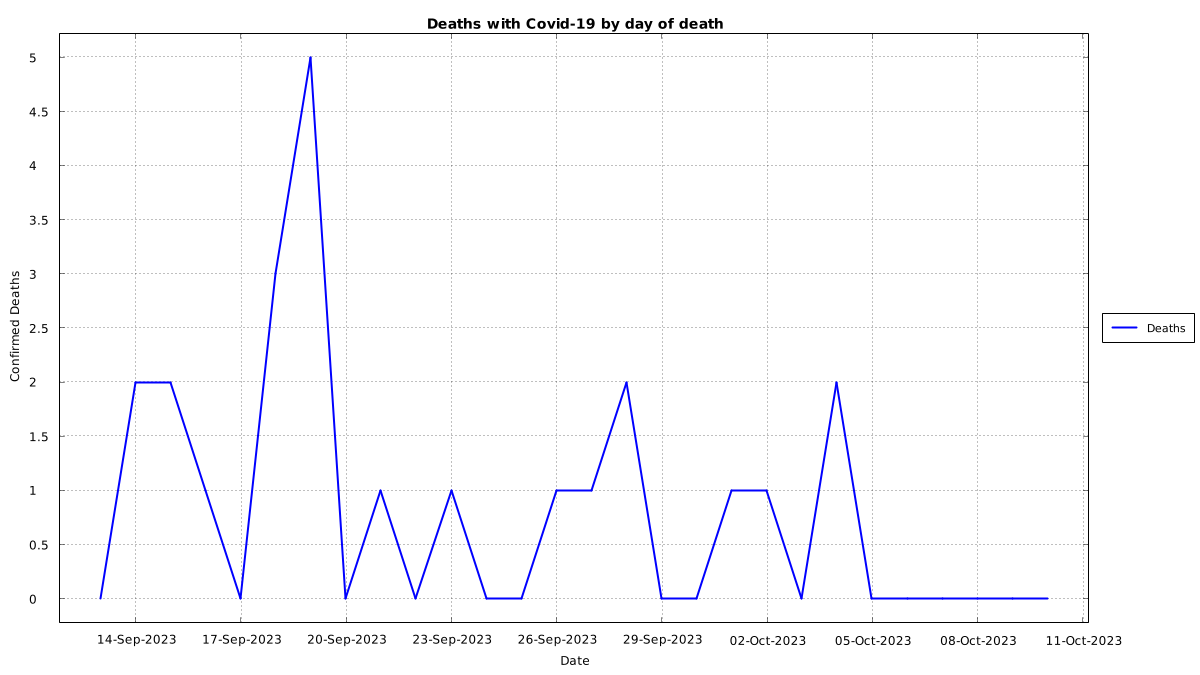 Deaths with Covid-19 by day of death
5
4.5
4
3.5
3
2.5
2
1.5
1
0.5
0
Confirmed Deaths
14-Sep-2023 17-Sep-2023 20-Sep-2023 23-Sep-2023 26-Sep-2023 29-Sep-2023 02-Oct-2023 05-Oct-2023 08-Oct-2023 11-Oct-2023
Date
Deaths